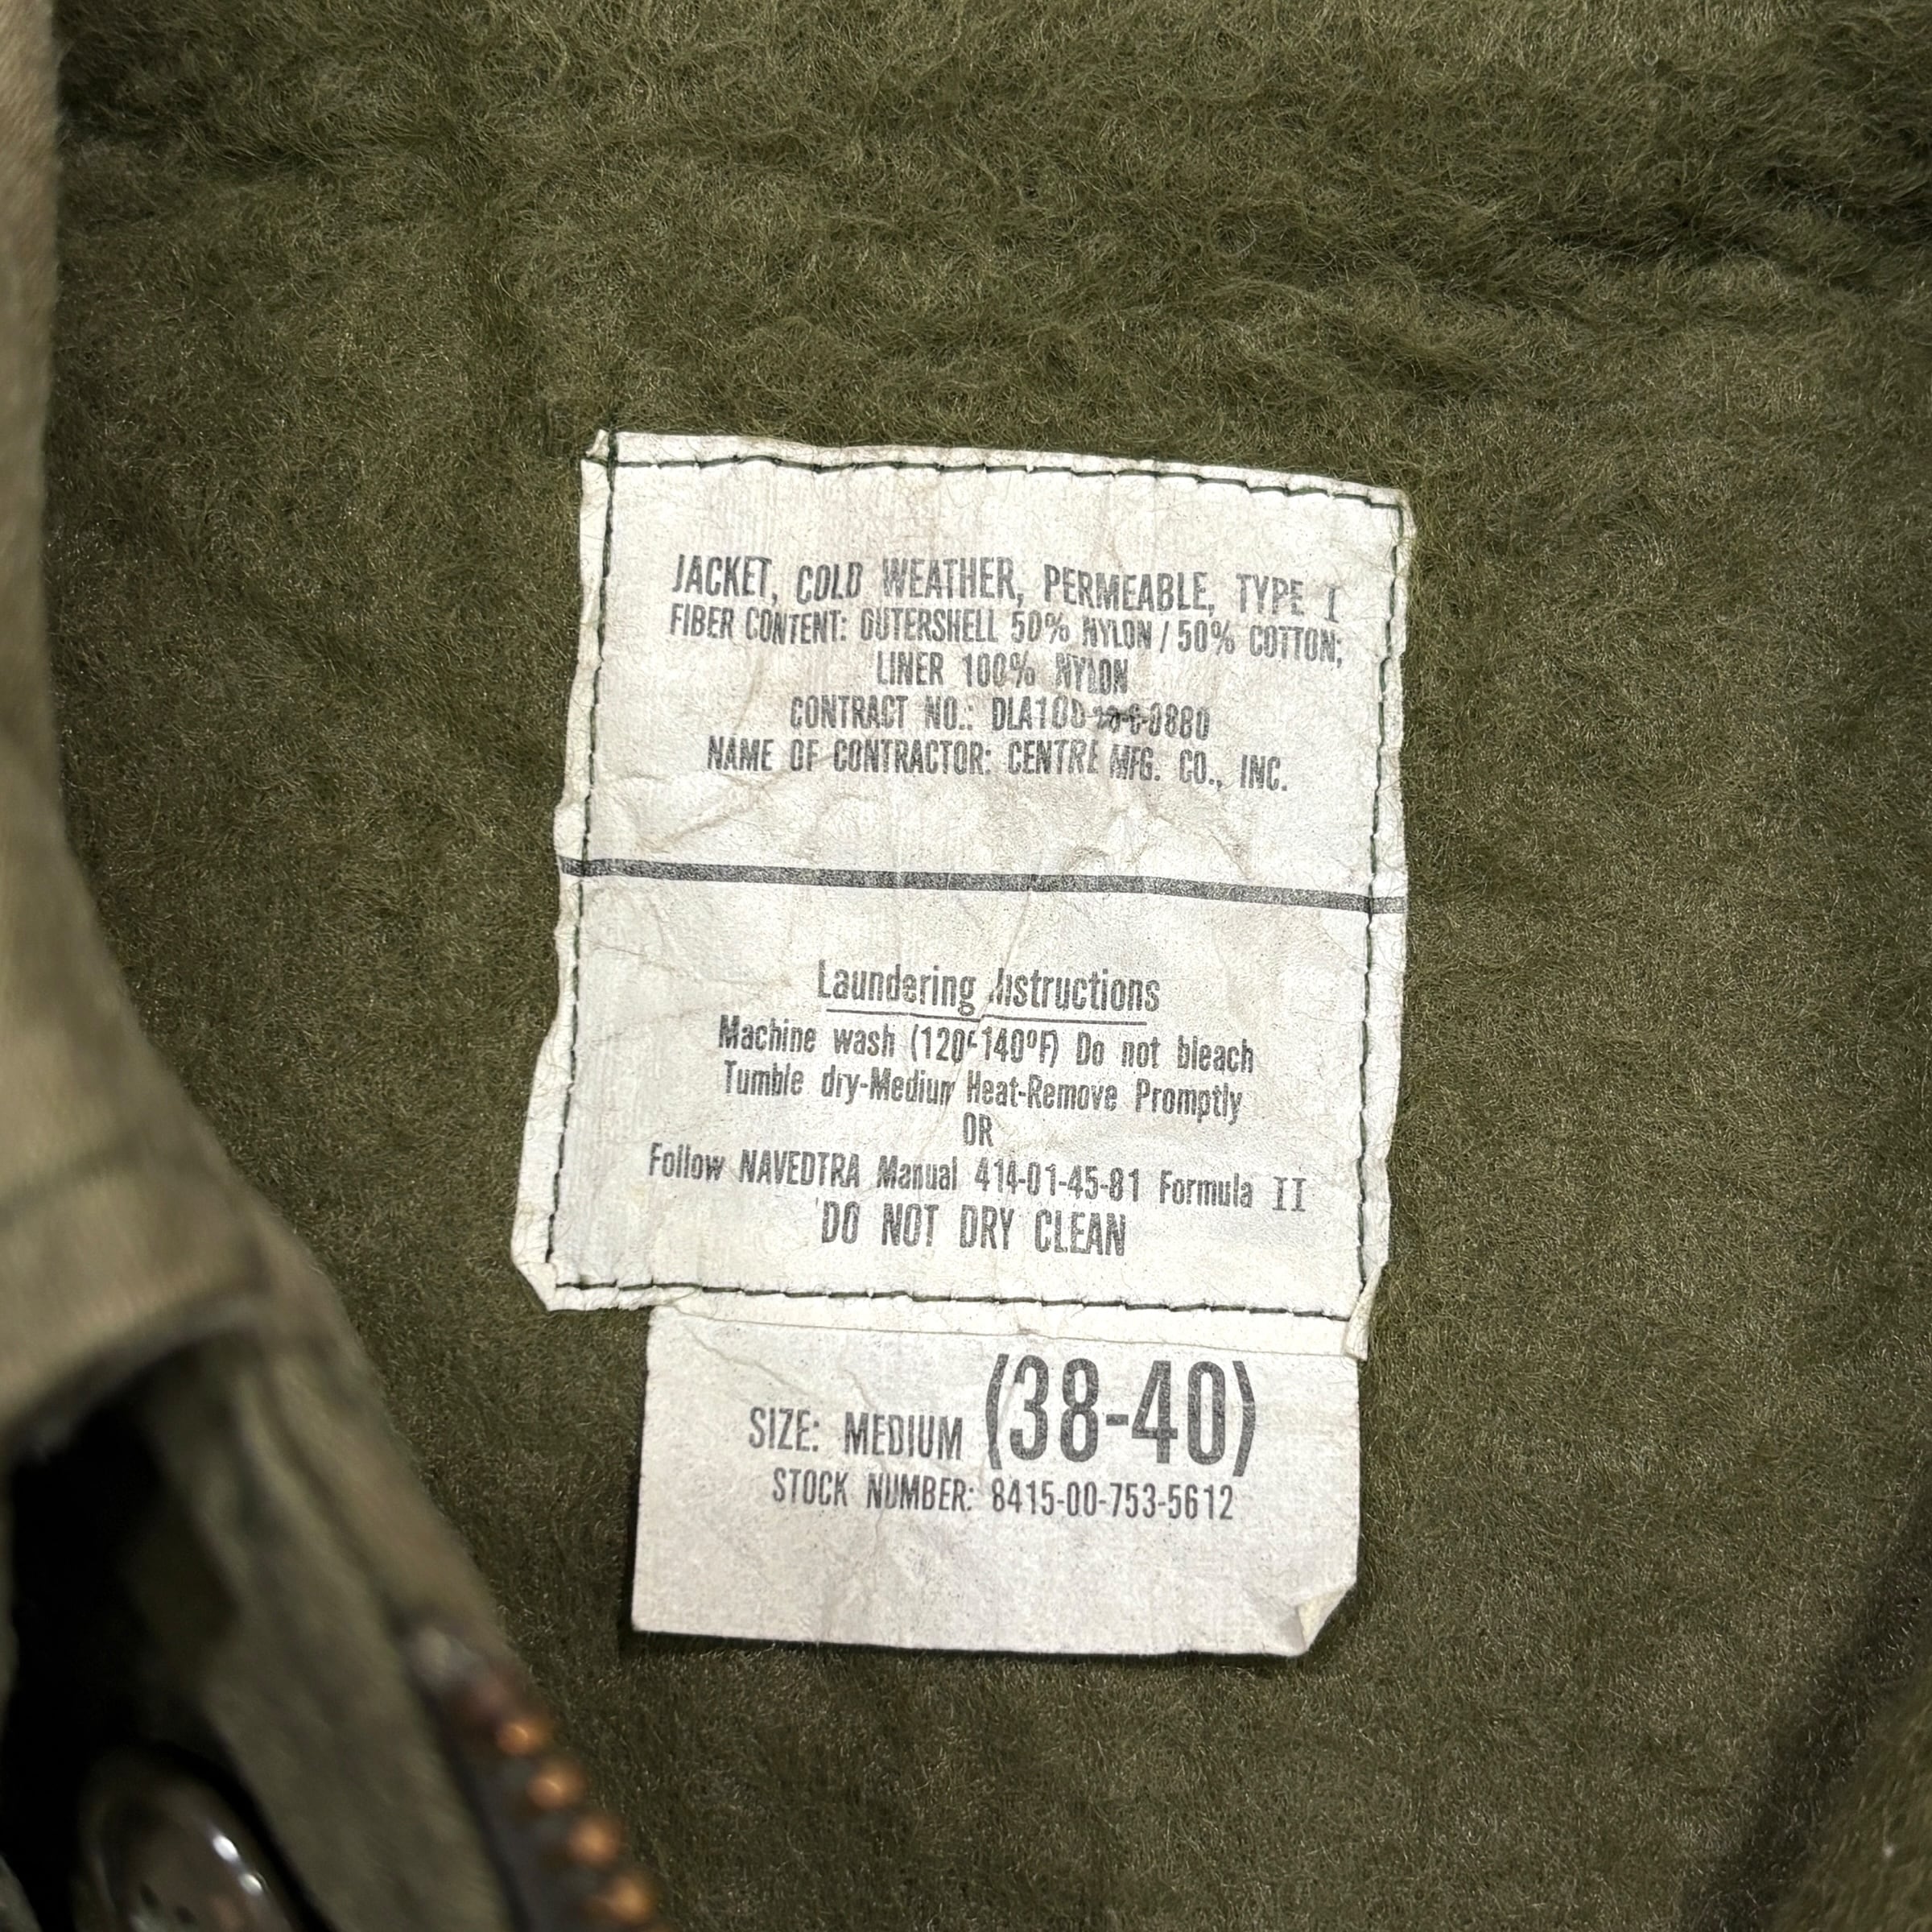 JACKET, COLD WEATHER, PERMEABLE, TYPE I
FIBER CONTENT: OUTERSHELL 50% NYLON / 50% COTTON;
LINER 100% NYLON
CONTRACT NO.:
NAME OF CONTRACTOR: CENTRE MFG. CO., INC.
Laundering Instructions
Machine wash (120°-140°F) Do not bleach
Tumble dry-Medium Heat-Remove Promptly
OR
Follow NAVEDTRA Manual 414-01-45-81 Formula II
DO NOT DRY CLEAN
SIZE: MEDIUM (38-40)
STOCK NUMBER: 8415-00-753-5612